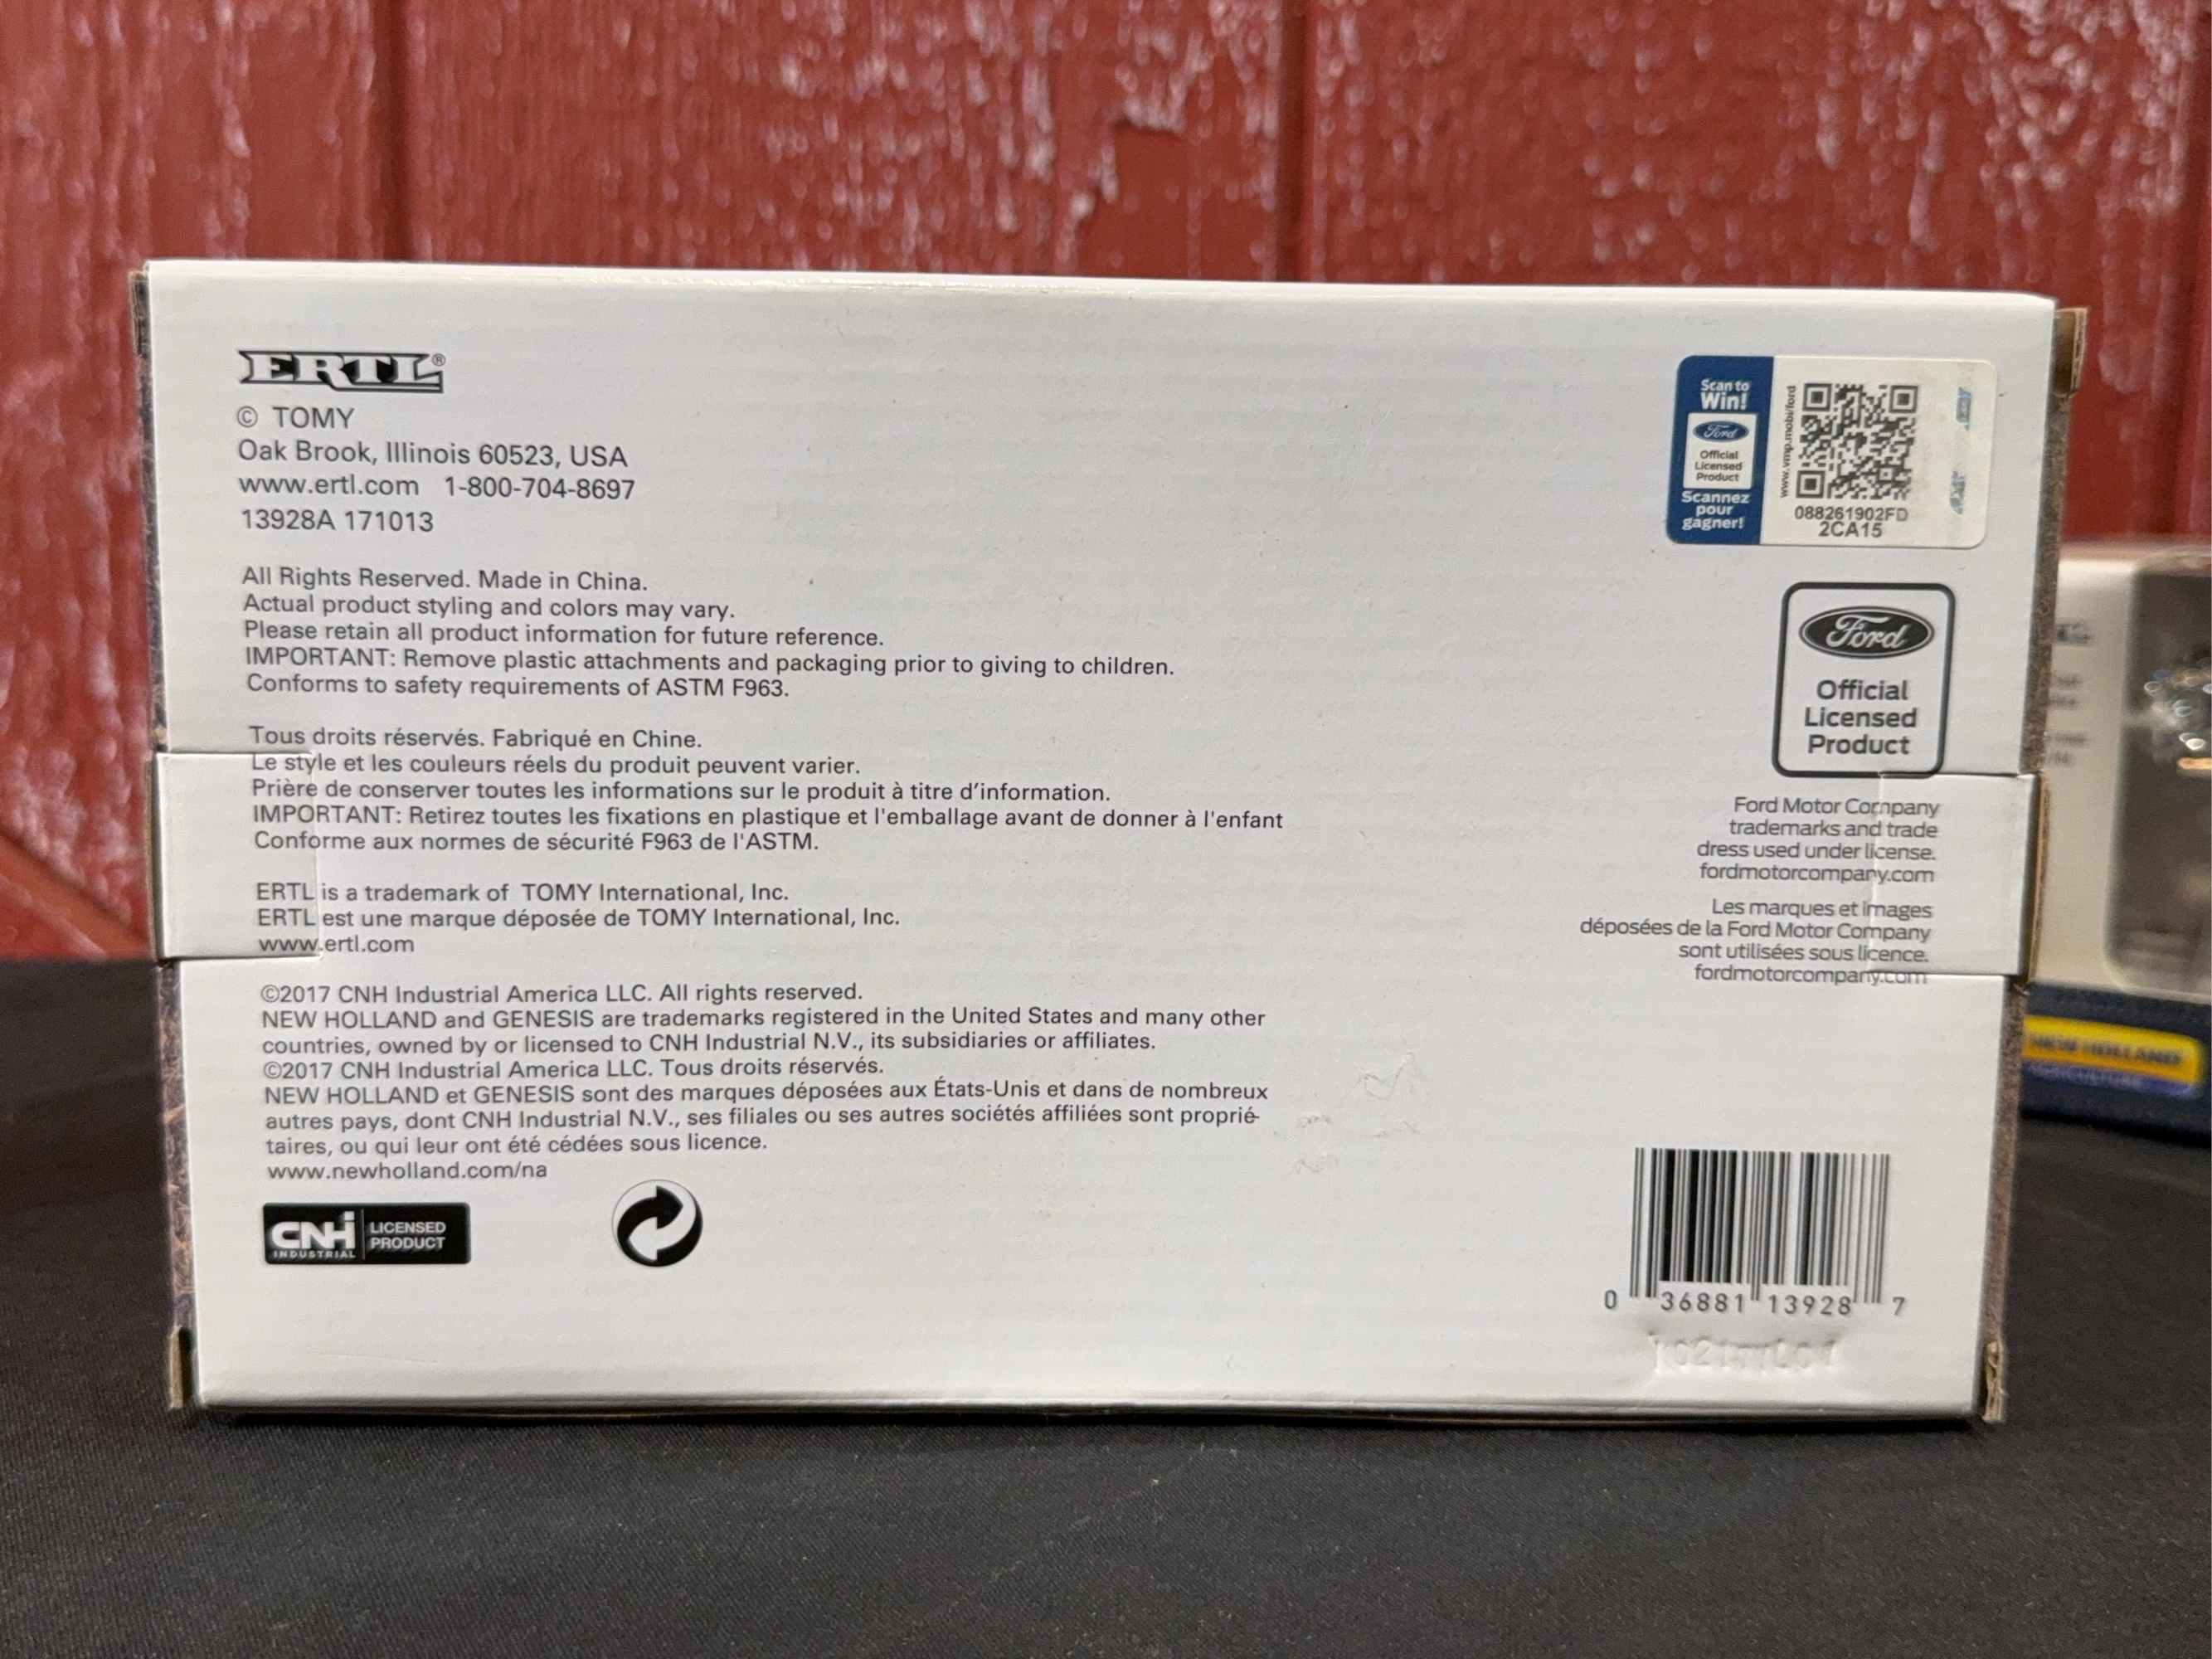 ERTL®
© TOMY
Oak Brook, Illinois 60523, USA
www.ertl.com 1-800-704-8697
13928A 171013
All Rights Reserved. Made in China.
Actual product styling and colors may vary.
Please retain all product information for future reference.
IMPORTANT: Remove plastic attachments and packaging prior to giving to children.
Conforms to safety requirements of ASTM F963.
Tous droits réservés. Fabriqué en Chine.
Le style et les couleurs réels du produit peuvent varier.
Prière de conserver toutes les informations sur le produit à titre d'information.
IMPORTANT: Retirez toutes les fixations en plastique et l'emballage avant de donner à l'enfant
Conforme aux normes de sécurité F963 de l'ASTM.
ERTL is a trademark of TOMY International, Inc.
ERTL est une marque déposée de TOMY International, Inc.
www.ertl.com
©2017 CNH Industrial America LLC. All rights reserved.
NEW HOLLAND and GENESIS are trademarks registered in the United States and many other
countries, owned by or licensed to CNH Industrial N.V., its subsidiaries or affiliates.
©2017 CNH Industrial America LLC. Tous droits réservés.
NEW HOLLAND et GENESIS sont des marques déposées aux États-Unis et dans de nombreux
autres pays, dont CNH Industrial N.V., ses filiales ou ses autres sociétés affiliées sont proprié-
taires, ou qui leur ont été cédées sous licence.
www.newholland.com/na
CNH INDUSTRIAL
LICENSED
PRODUCT
Scan to
Win!
Ford
Official
Licensed
Product
Scannez
pour
gagner!
www.vmp.mobi/ford
088261902FD
2CA15
Ford
Official
Licensed
Product
Ford Motor Company
trademarks and trade
dress used under license.
fordmotorcompany.com
Les marques et images
déposées de la Ford Motor Company
sont utilisées sous licence.
fordmotorcompany.com
0 36881 13928 7
NEW HOLLAND
AGRICULTURE